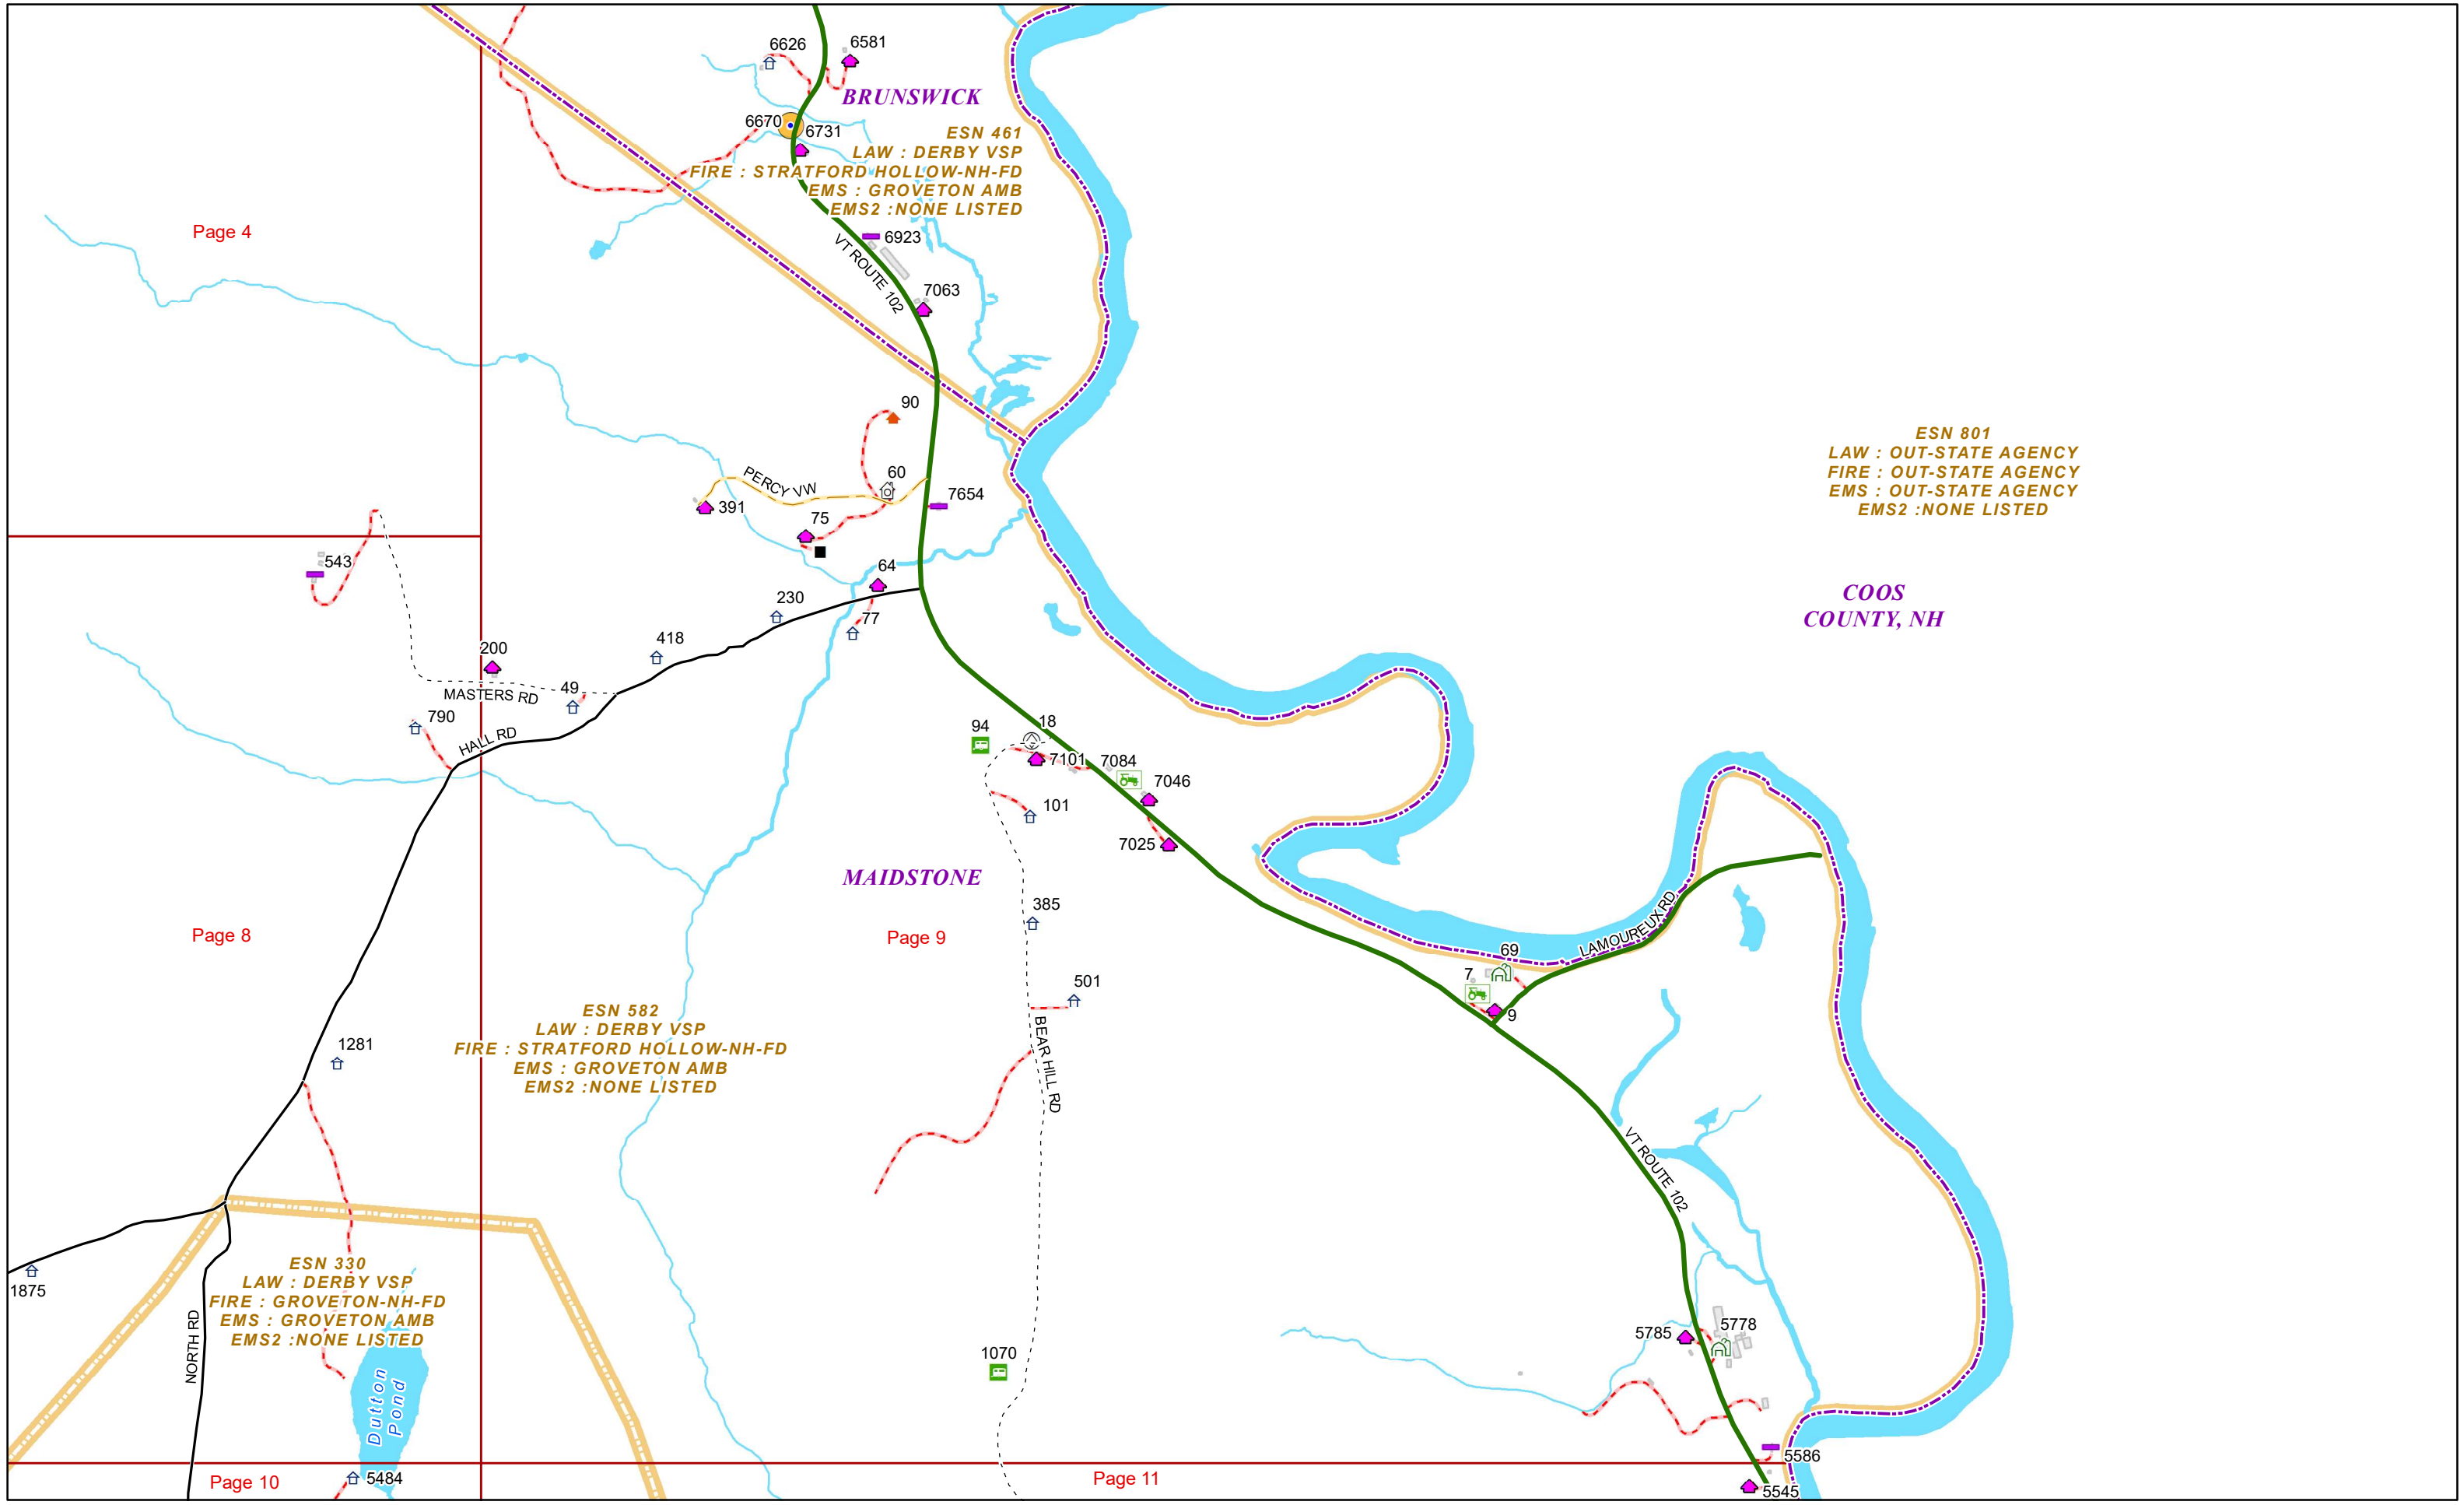 6626
6581
BRUNSWICK
6670
6731
ESN 461
LAW : DERBY VSP
FIRE : STRATFORD HOLLOW-NH-FD
EMS : GROVETON AMB
EMS2 :NONE LISTED
Page 4
6923
VT ROUTE 102
7063
90
ESN 801
LAW : OUT-STATE AGENCY
FIRE : OUT-STATE AGENCY
EMS : OUT-STATE AGENCY
EMS2 :NONE LISTED
PERCY VW
60
7654
391
75
543
64
COOS
COUNTY, NH
230
77
418
200
49
MASTERS RD
790
HALL RD
94
18
7101
7084
7046
101
7025
MAIDSTONE
385
Page 8
Page 9
LAMOUREUX RD
69
7
9
501
ESN 582
LAW : DERBY VSP
FIRE : STRATFORD HOLLOW-NH-FD
EMS : GROVETON AMB
EMS2 :NONE LISTED
BEAR HILL RD
1281
VT ROUTE 102
ESN 330
LAW : DERBY VSP
FIRE : GROVETON-NH-FD
EMS : GROVETON AMB
EMS2 :NONE LISTED
1875
NORTH RD
Dutton
Pond
1070
5785
5778
5586
Page 10
5484
Page 11
5545